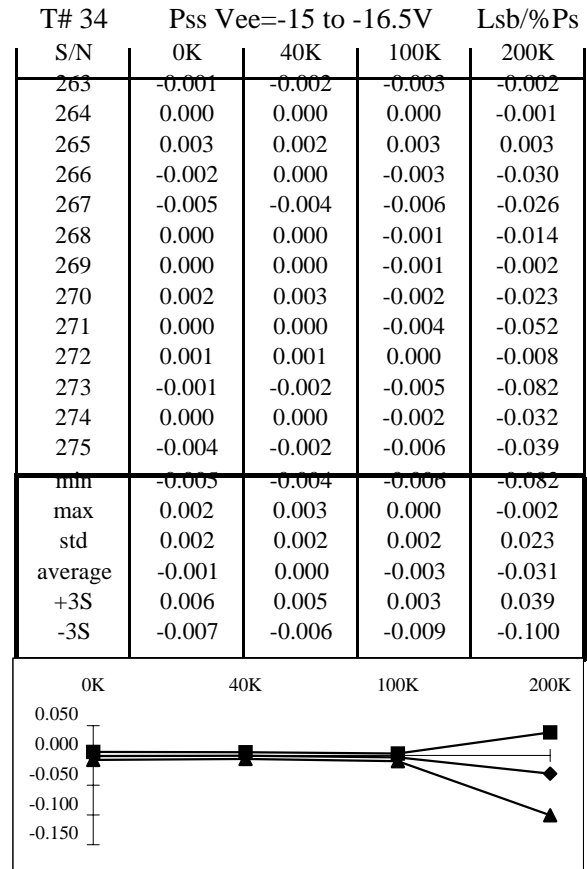 T# 34 Pss Vee=-15 to -16.5V Lsb/%Ps
S/N 0K 40K 100K 200K
263 -0.001 -0.002 -0.003 -0.002
264 0.000 0.000 0.000 -0.001
265 0.003 0.002 0.003 0.003
266 -0.002 0.000 -0.003 -0.030
267 -0.005 -0.004 -0.006 -0.026
268 0.000 0.000 -0.001 -0.014
269 0.000 0.000 -0.001 -0.002
270 0.002 0.003 -0.002 -0.023
271 0.000 0.000 -0.004 -0.052
272 0.001 0.001 0.000 -0.008
273 -0.001 -0.002 -0.005 -0.082
274 0.000 0.000 -0.002 -0.032
275 -0.004 -0.002 -0.006 -0.039
min -0.005 -0.004 -0.006 -0.082
max 0.002 0.003 0.000 -0.002
std 0.002 0.002 0.002 0.023
average -0.001 0.000 -0.003 -0.031
+3S 0.006 0.005 0.003 0.039
-3S -0.007 -0.006 -0.009 -0.100
0K 40K 100K 200K
0.050
0.000
-0.050
-0.100
-0.150